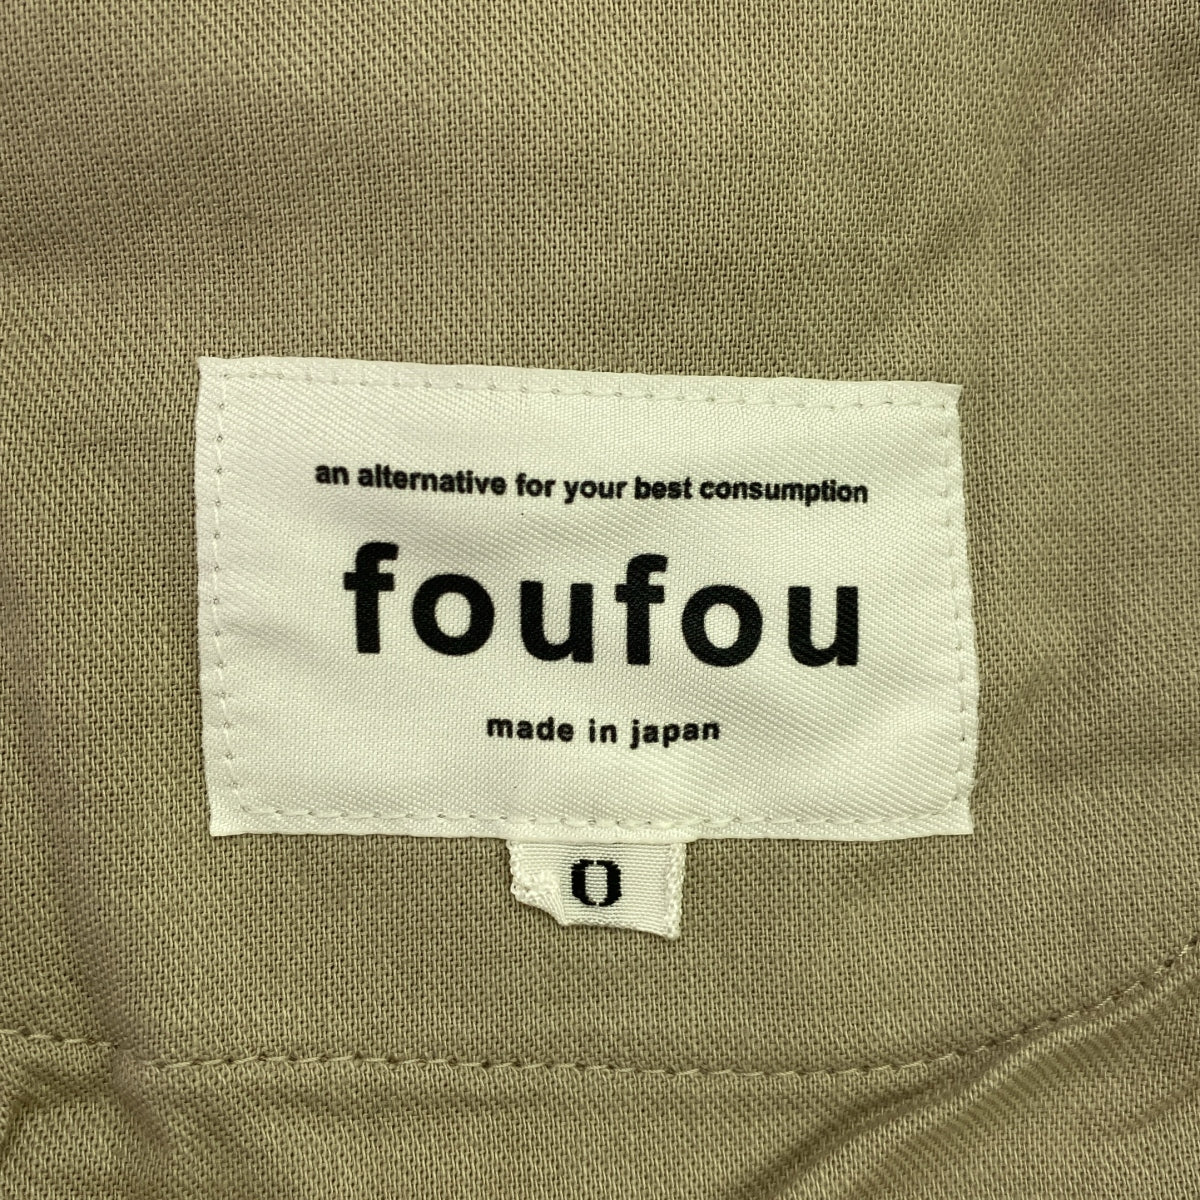 an alternative for your best consumption
foufou
made in japan
0